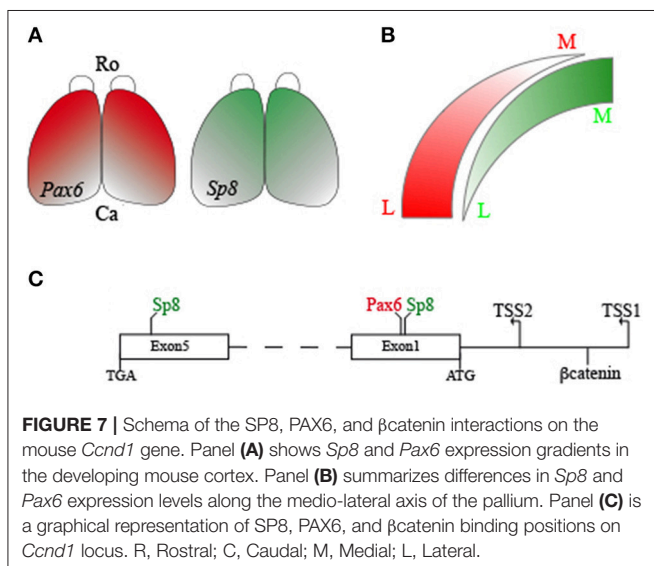 A
B
Ro
M
Pax6
Sp8
M
Ca
L
L
C
Sp8
Pax6 Sp8
TSS2
TSS1
Exon5
Exon1
TGA
ATG
βcatenin
FIGURE 7 | Schema of the SP8, PAX6, and βcatenin interactions on the
mouse Ccnd1 gene. Panel (A) shows Sp8 and Pax6 expression gradients in
the developing mouse cortex. Panel (B) summarizes differences in Sp8 and
Pax6 expression levels along the medio-lateral axis of the pallium. Panel (C) is
a graphical representation of SP8, PAX6, and βcatenin binding positions on
Ccnd1 locus. R, Rostral; C, Caudal; M, Medial; L, Lateral.